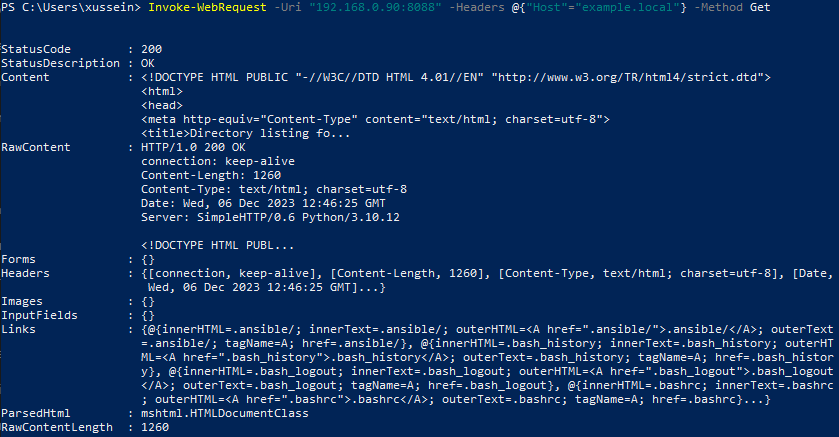 PS C:\Users\xussein> Invoke-WebRequest -Uri "192.168.0.90:8088" -Headers @{"Host"="example.local"} -Method Get
StatusCode        : 200
StatusDescription : OK
Content           : <!DOCTYPE HTML PUBLIC "-//W3C//DTD HTML 4.01//EN" "http://www.w3.org/TR/html4/strict.dtd">
                    <html>
                    <head>
                    <meta http-equiv="Content-Type" content="text/html; charset=utf-8">
                    <title>Directory listing fo...
RawContent        : HTTP/1.0 200 OK
                    connection: keep-alive
                    Content-Length: 1260
                    Content-Type: text/html; charset=utf-8
                    Date: Wed, 06 Dec 2023 12:46:25 GMT
                    Server: SimpleHTTP/0.6 Python/3.10.12
                    <!DOCTYPE HTML PUBL...
Forms             : {}
Headers           : {[connection, keep-alive], [Content-Length, 1260], [Content-Type, text/html; charset=utf-8], [Date,
                     Wed, 06 Dec 2023 12:46:25 GMT]...}
Images            : {}
InputFields       : {}
Links             : {@{innerHTML=.ansible/; innerText=.ansible/; outerHTML=<A href=".ansible/">.ansible/</A>; outerText
                    =.ansible/; tagName=A; href=.ansible/}, @{innerHTML=.bash_history; innerText=.bash_history; outerHT
                    ML=<A href=".bash_history">.bash_history</A>; outerText=.bash_history; tagName=A; href=.bash_histor
                    y}, @{innerHTML=.bash_logout; innerText=.bash_logout; outerHTML=<A href=".bash_logout">.bash_logout
                    </A>; outerText=.bash_logout; tagName=A; href=.bash_logout}, @{innerHTML=.bashrc; innerText=.bashrc
                    ; outerHTML=<A href=".bashrc">.bashrc</A>; outerText=.bashrc; tagName=A; href=.bashrc}...}
ParsedHtml        : mshtml.HTMLDocumentClass
RawContentLength  : 1260